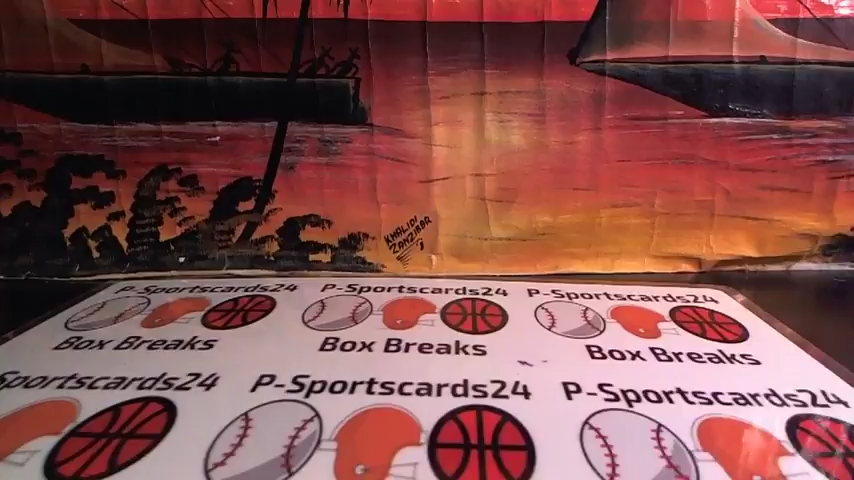 KHALIDI
ZANZIBAR
P-Sportscards24 P-Sportscards24 P-Sportscards24
Box Breaks Box Breaks Box Breaks
Sportscards24 P-Sportscards24 P-Sportscards24